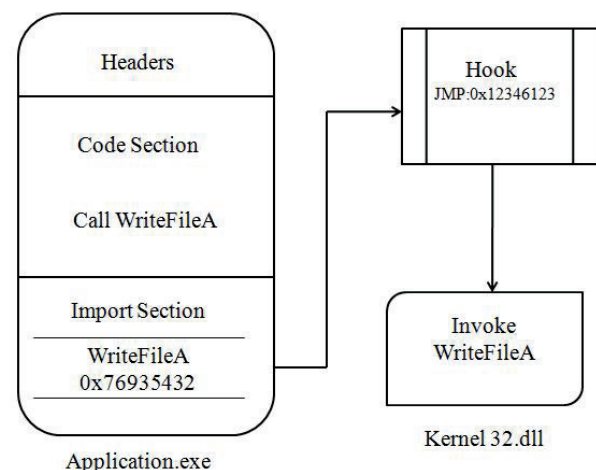 Headers
Code Section
Call WriteFileA
Import Section
WriteFileA
0x76935432
Application.exe
Hook
JMP:0x12346123
Invoke
WriteFileA
Kernel 32.dll